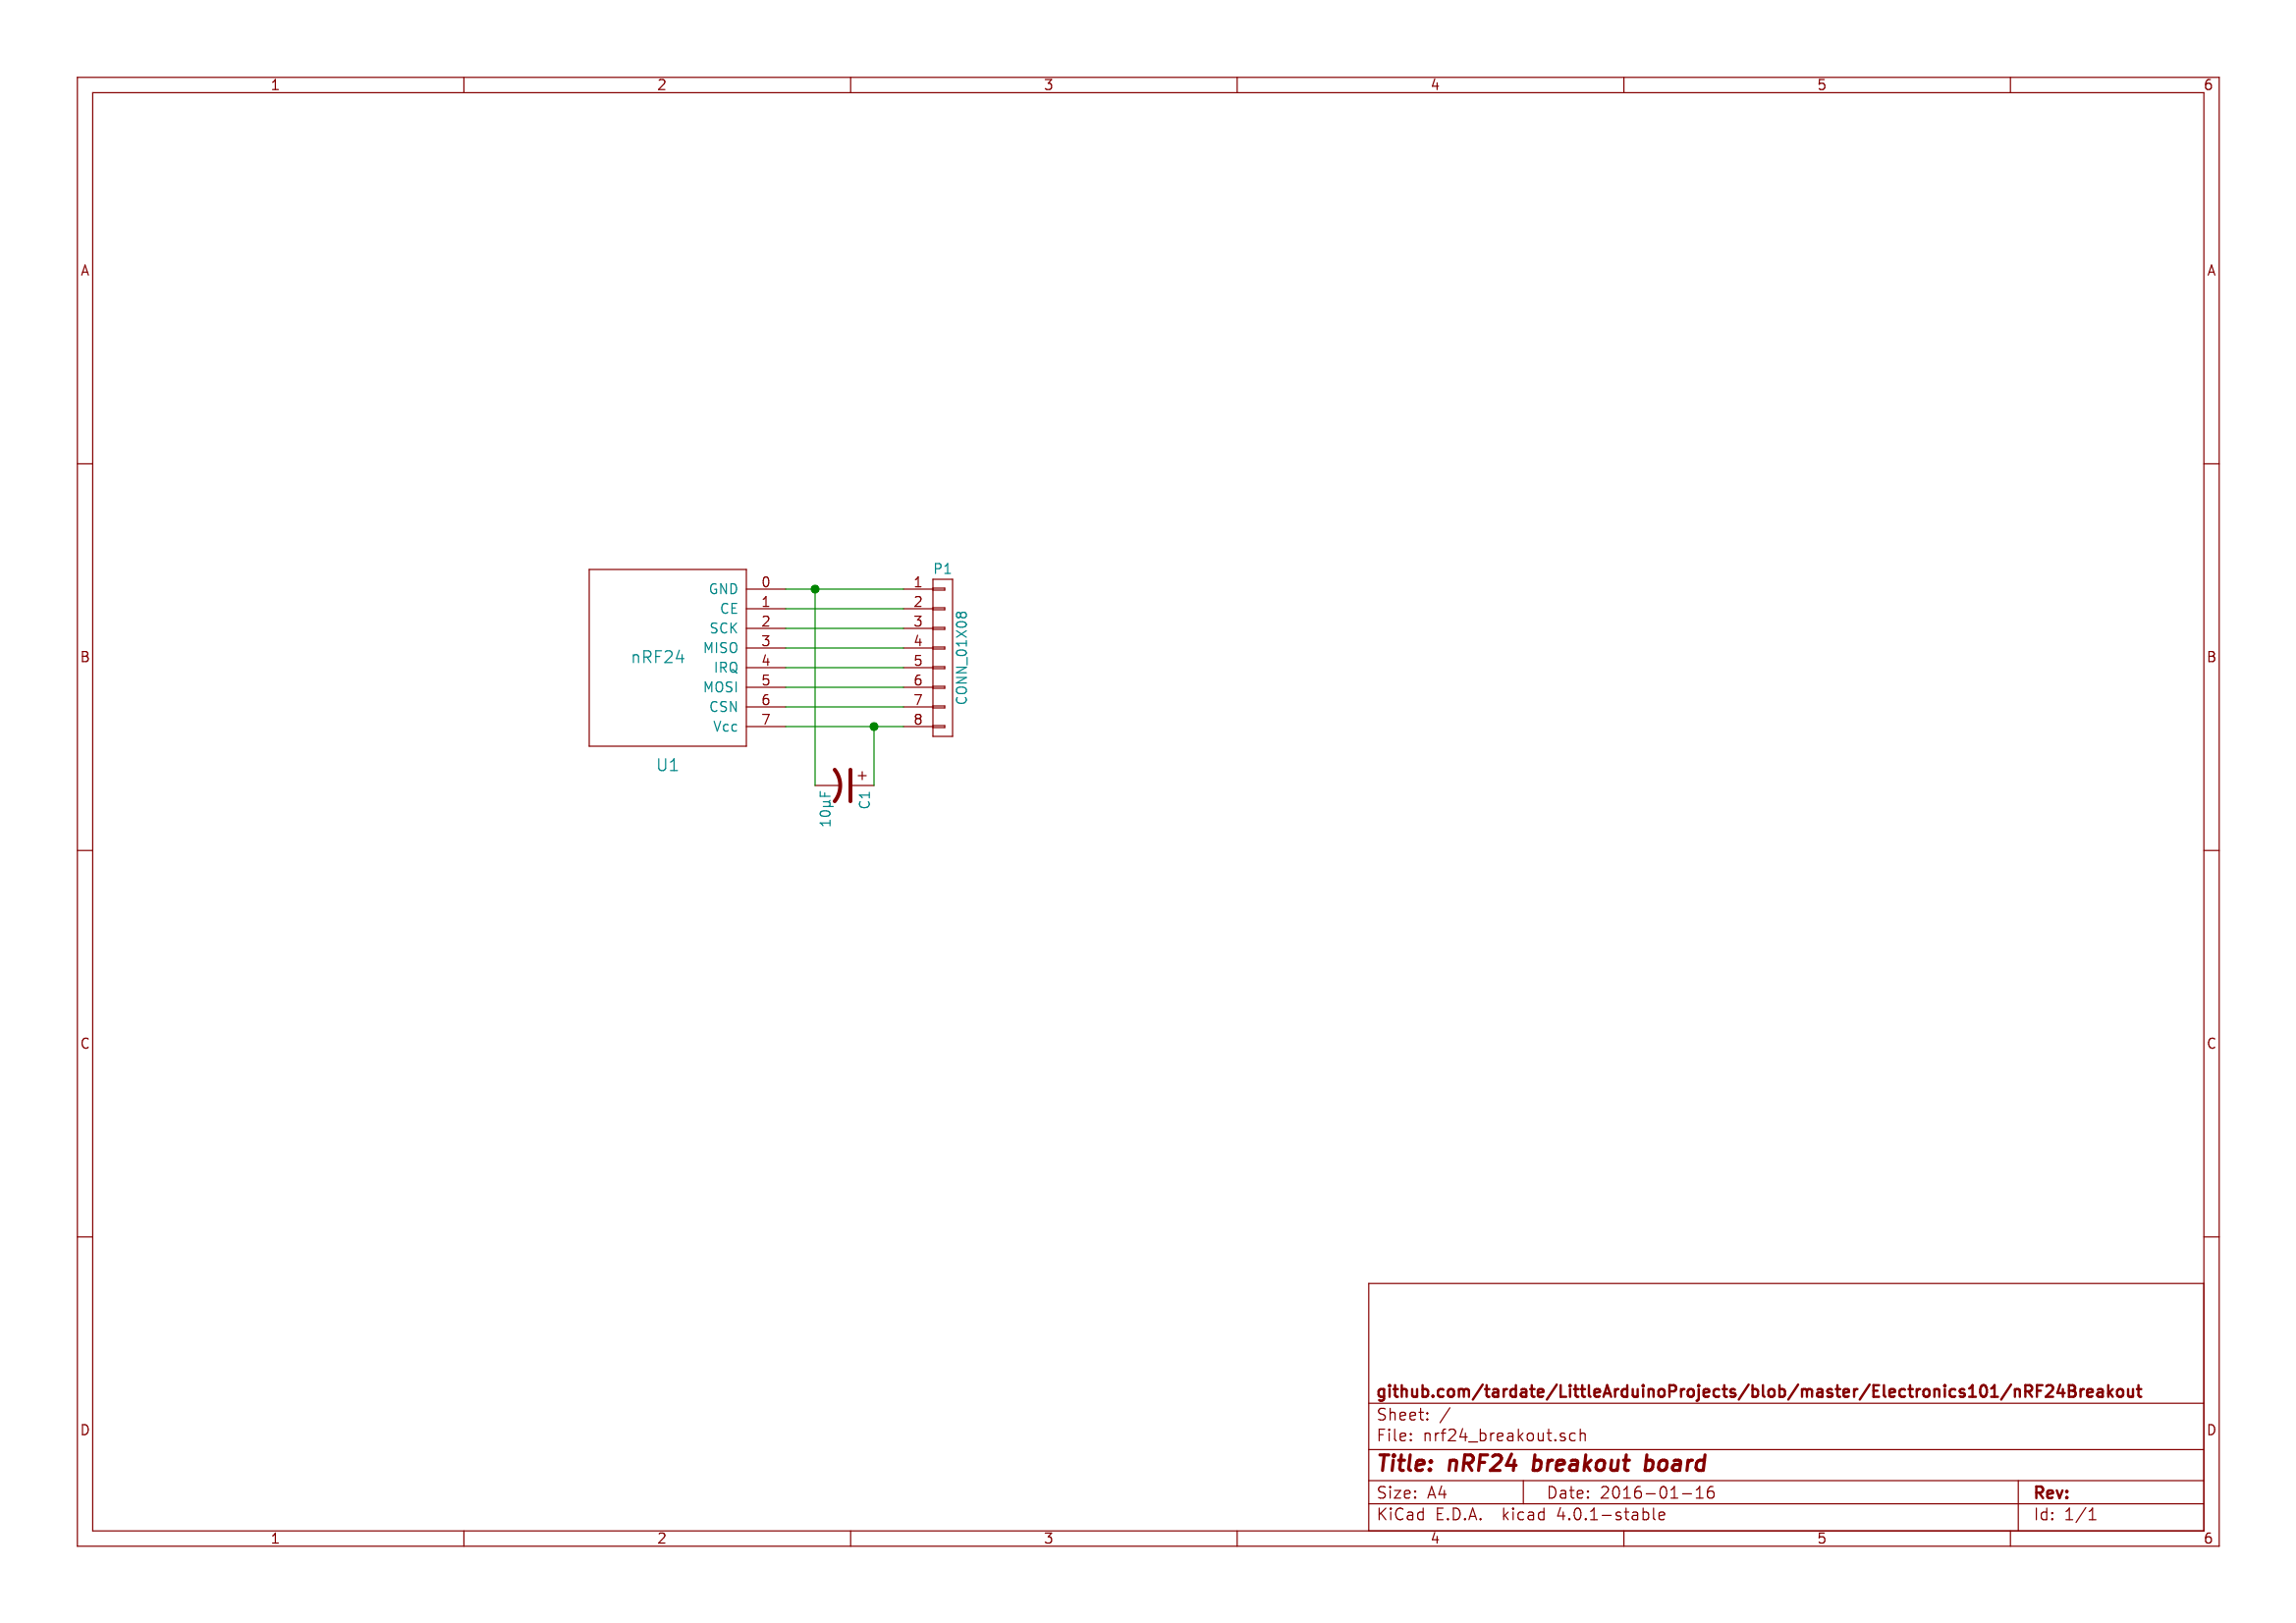 1 2 3 4 5 6
A A
P1
GND 0 1
CE 1 2
SCK 2 3
MISO 3 4
nRF24
IRQ 4 5
MOSI 5 6
CSN 6 7
Vcc 7 8
CONN_01X08
B B
U1
+
10µF C1
C C
github.com/tardate/LittleArduinoProjects/blob/master/Electronics101/nRF24Breakout
Sheet: /
File: nrf24_breakout.sch
D D
Title: nRF24 breakout board
Size: A4 Date: 2016-01-16 Rev:
KiCad E.D.A. kicad 4.0.1-stable Id: 1/1
1 2 3 4 5 6